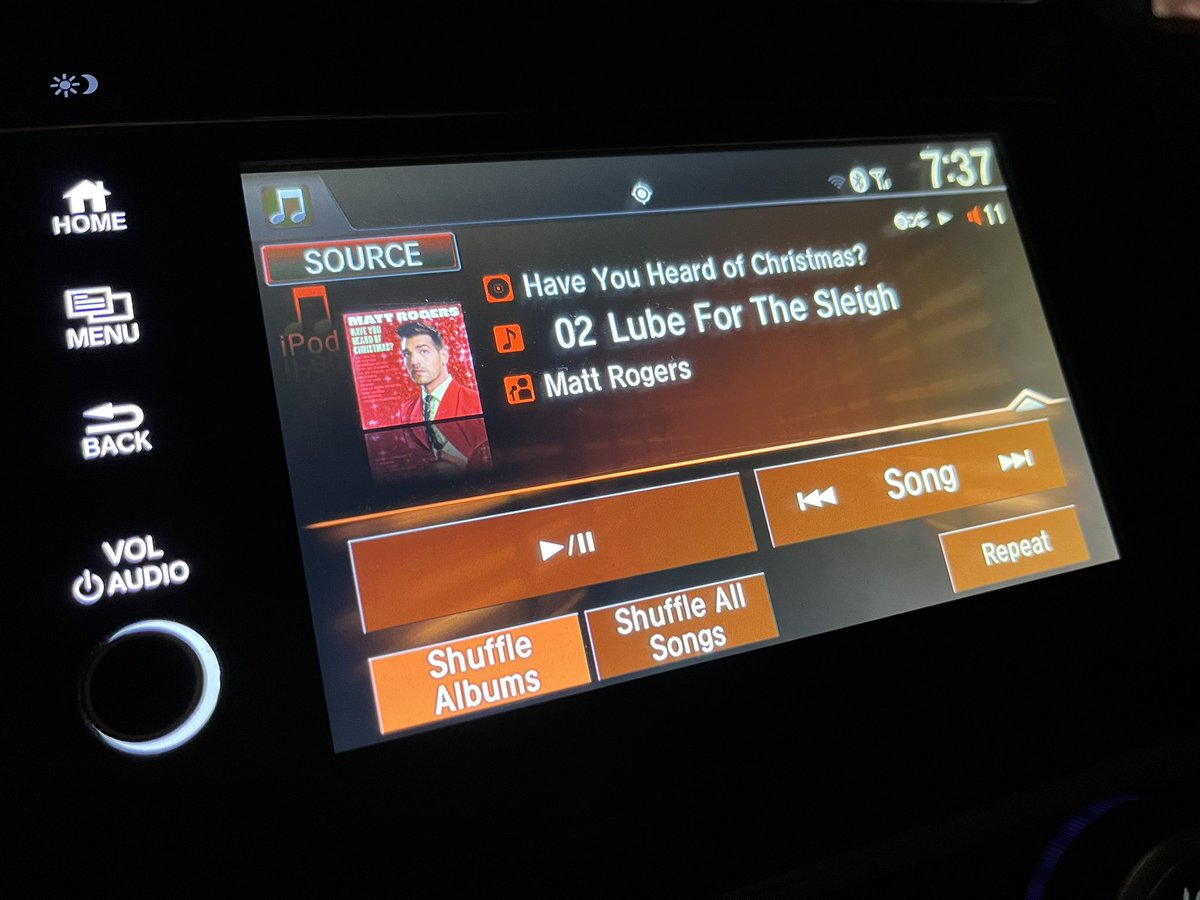 7:37
11
HOME
SOURCE
Have You Heard of Christmas?
02 Lube For The Sleigh
Matt Rogers
iPod
MATT ROGERS
HAVE YOU
HEARD OF
CHRISTMAS?
MENU
BACK
Song
Repeat
Shuffle All
Songs
Shuffle
Albums
VOL
AUDIO